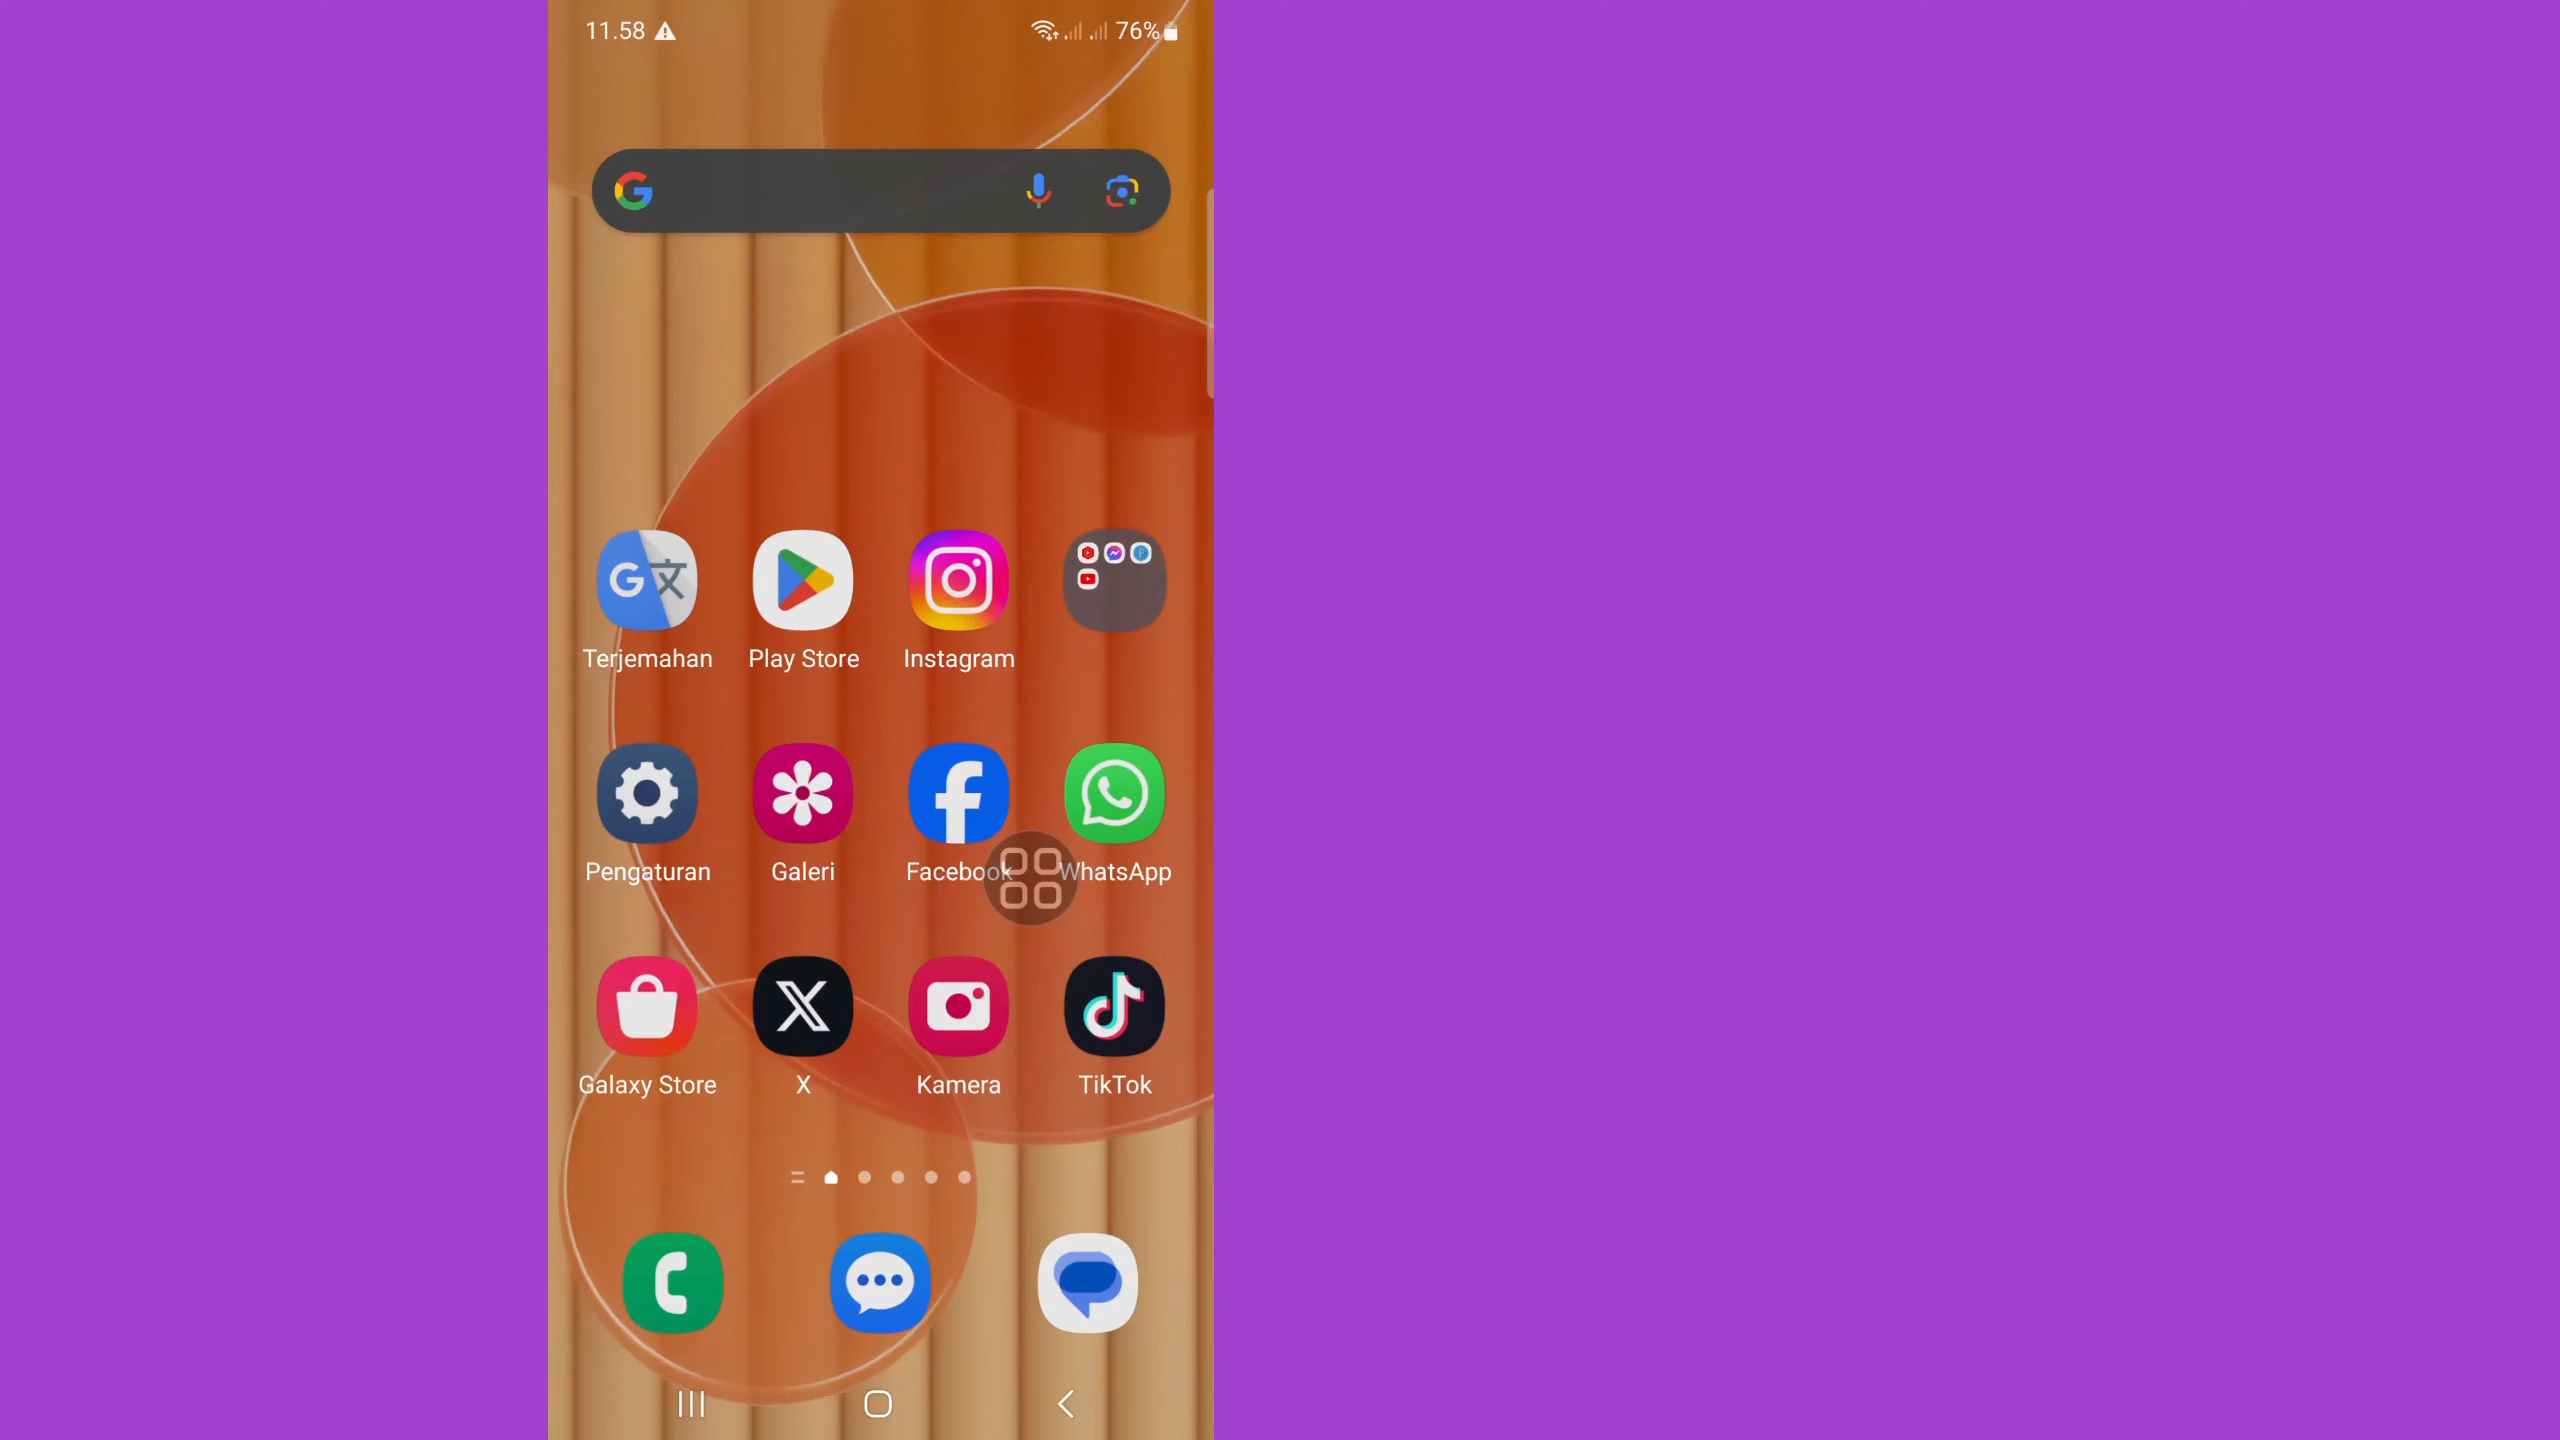 11.58 76%
Terjemahan Play Store Instagram
Pengaturan Galeri Facebook WhatsApp
Galaxy Store X Kamera TikTok